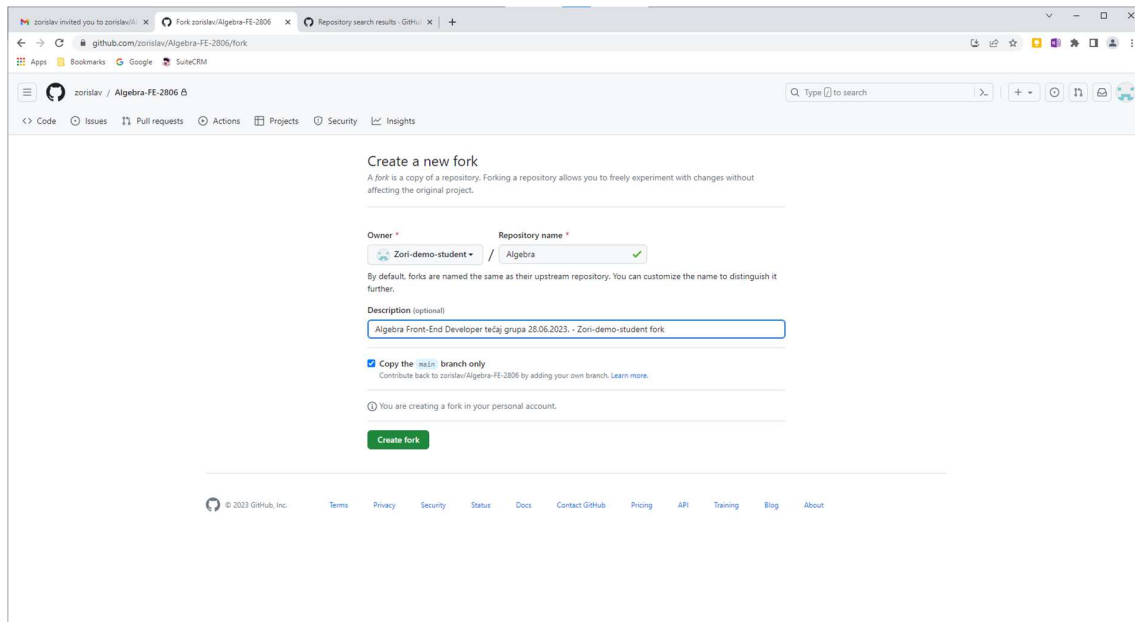 zorislav invited you to zorislav/Al
Fork zorislav/Algebra-FE-2806
Repository search results · GitHu
github.com/zorislav/Algebra-FE-2806/fork
Apps Bookmarks Google SuiteCRM
zorislav / Algebra-FE-2806
Type / to search
<> Code Issues Pull requests Actions Projects Security Insights
Create a new fork
A fork is a copy of a repository. Forking a repository allows you to freely experiment with changes without
affecting the original project.
Owner * Repository name *
Zori-demo-student / Algebra
By default, forks are named the same as their upstream repository. You can customize the name to distinguish it
further.
Description (optional)
Algebra Front-End Developer tečaj grupa 28.06.2023. - Zori-demo-student fork
Copy the main branch only
Contribute back to zorislav/Algebra-FE-2806 by adding your own branch. Learn more.
You are creating a fork in your personal account.
Create fork
© 2023 GitHub, Inc. Terms Privacy Security Status Docs Contact GitHub Pricing API Training Blog About